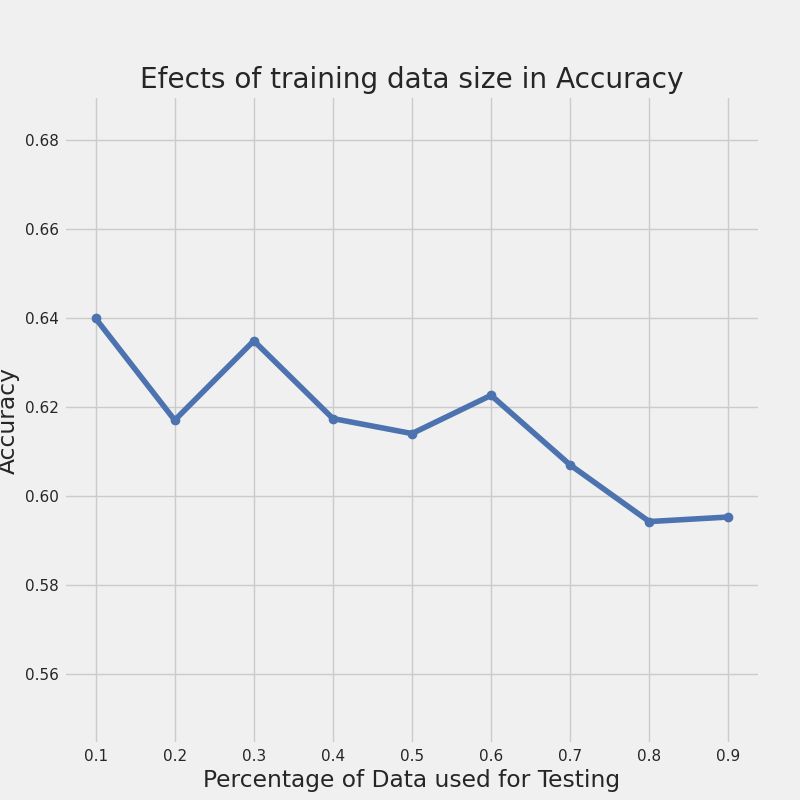 Efects of training data size in Accuracy
0.68
0.66
0.64
0.62
0.60
0.58
0.56
Accuracy
0.1 0.2 0.3 0.4 0.5 0.6 0.7 0.8 0.9
Percentage of Data used for Testing